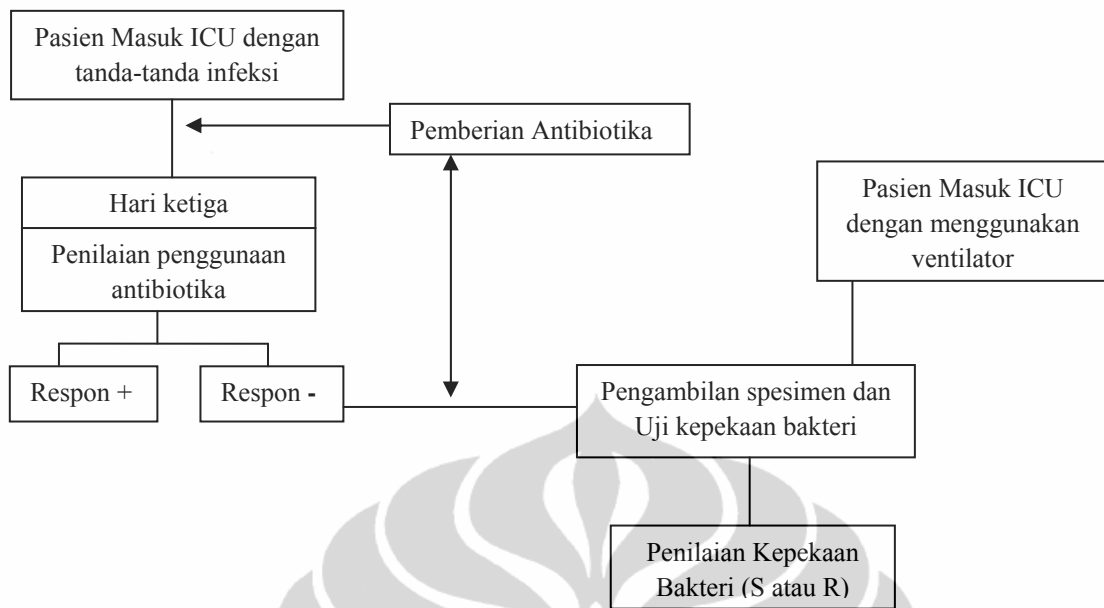 Pasien Masuk ICU dengan
tanda-tanda infeksi
Pemberian Antibiotika
Hari ketiga
Penilaian penggunaan
antibiotika
Pasien Masuk ICU
dengan menggunakan
ventilator
Respon +
Respon -
Pengambilan spesimen dan
Uji kepekaan bakteri
Penilaian Kepekaan
Bakteri (S atau R)